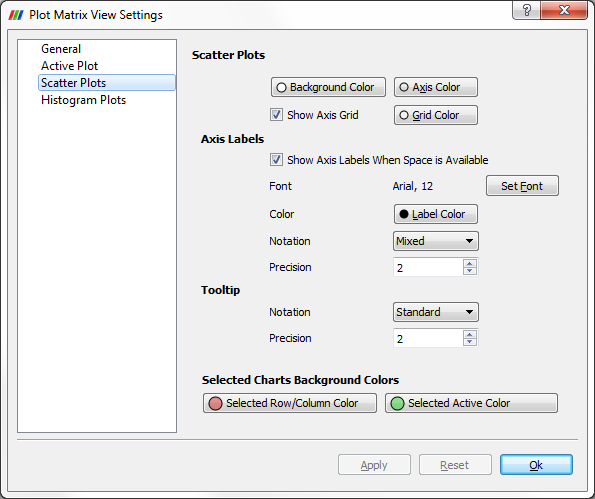 Plot Matrix View Settings
?
General
Active Plot
Scatter Plots
Histogram Plots
Scatter Plots
Background Color Axis Color
Show Axis Grid Grid Color
Axis Labels
Show Axis Labels When Space is Available
Font Arial, 12 Set Font
Color Label Color
Notation Mixed
Precision 2
Tooltip
Notation Standard
Precision 2
Selected Charts Background Colors
Selected Row/Column Color Selected Active Color
Apply Reset Ok